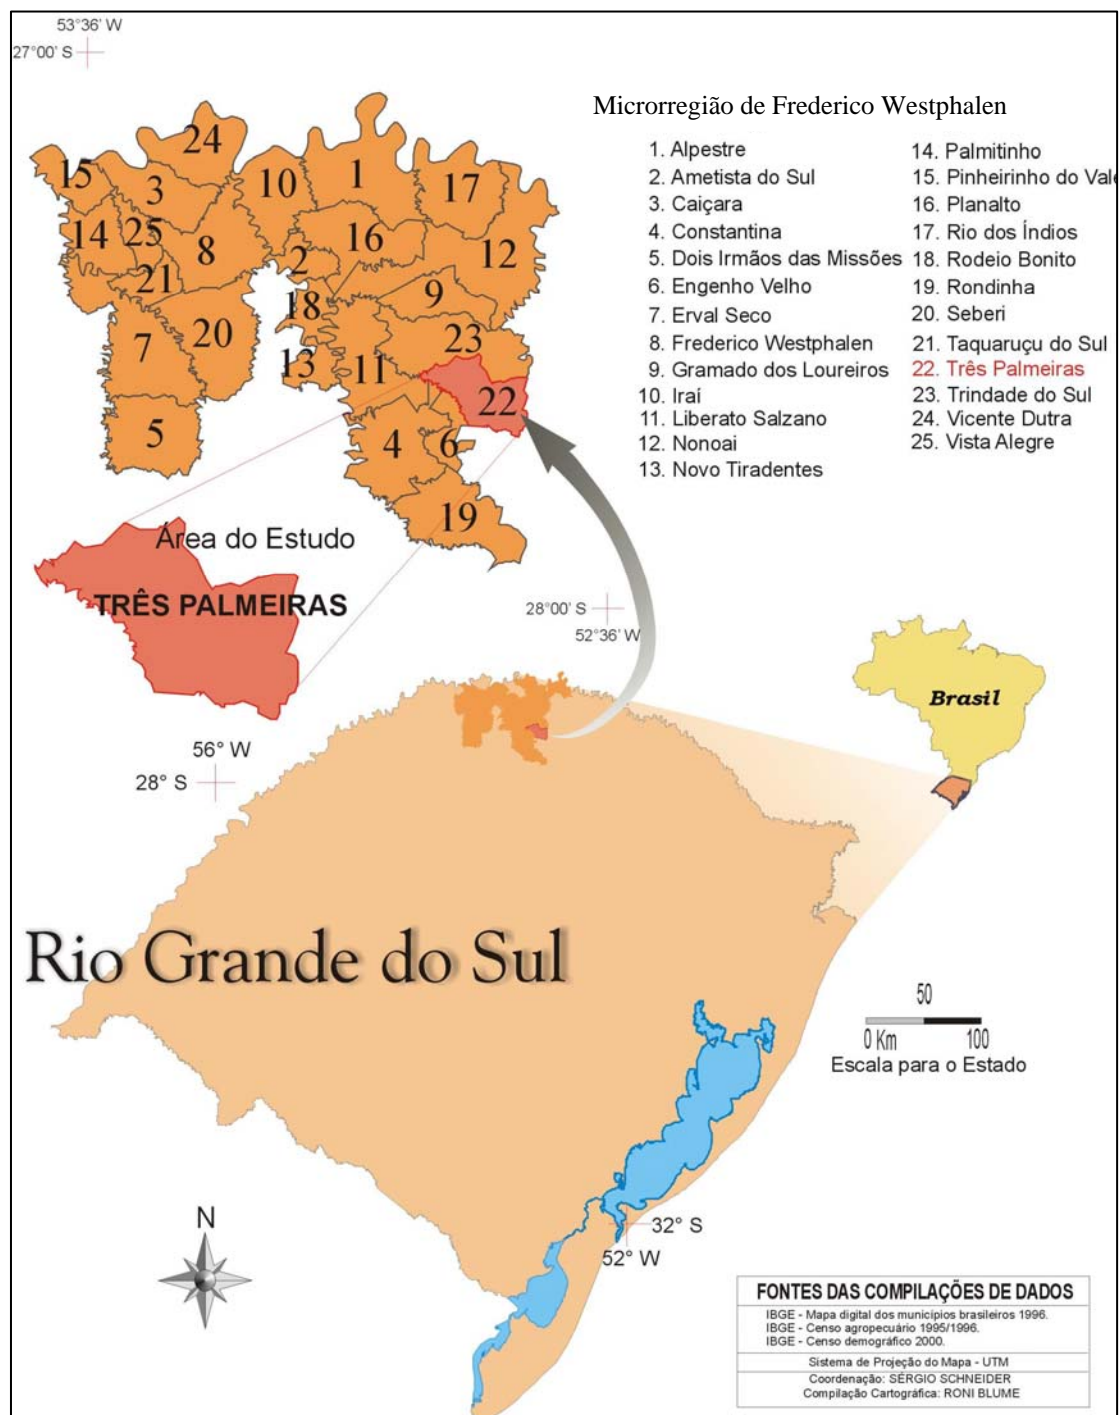 53°36' W
27°00' S
Microrregião de Frederico Westphalen
1. Alpestre
2. Ametista do Sul
3. Caiçara
4. Constantina
5. Dois Irmãos das Missões
6. Engenho Velho
7. Erval Seco
8. Frederico Westphalen
9. Gramado dos Loureiros
10. Iraí
11. Liberato Salzano
12. Nonoai
13. Novo Tiradentes
14. Palmitinho
15. Pinheirinho do Vale
16. Planalto
17. Rio dos Índios
18. Rodeio Bonito
19. Rondinha
20. Seberi
21. Taquaruçu do Sul
22. Três Palmeiras
23. Trindade do Sul
24. Vicente Dutra
25. Vista Alegre
24
15
3
10
1
17
14
25
8
16
12
2
21
18
9
7
20
23
13
11
22
5
4
6
19
Área do Estudo
TRÊS PALMEIRAS
28°00' S
52°36' W
Brasil
56° W
28° S
Rio Grande do Sul
50
0 Km
100
Escala para o Estado
N
32° S
52° W
FONTES DAS COMPILAÇÕES DE DADOS
IBGE - Mapa digital dos municípios brasileiros 1996.
IBGE - Censo agropecuário 1995/1996.
IBGE - Censo demográfico 2000.
Sistema de Projeção do Mapa - UTM
Coordenação: SÉRGIO SCHNEIDER
Compilação Cartográfica: RONI BLUME